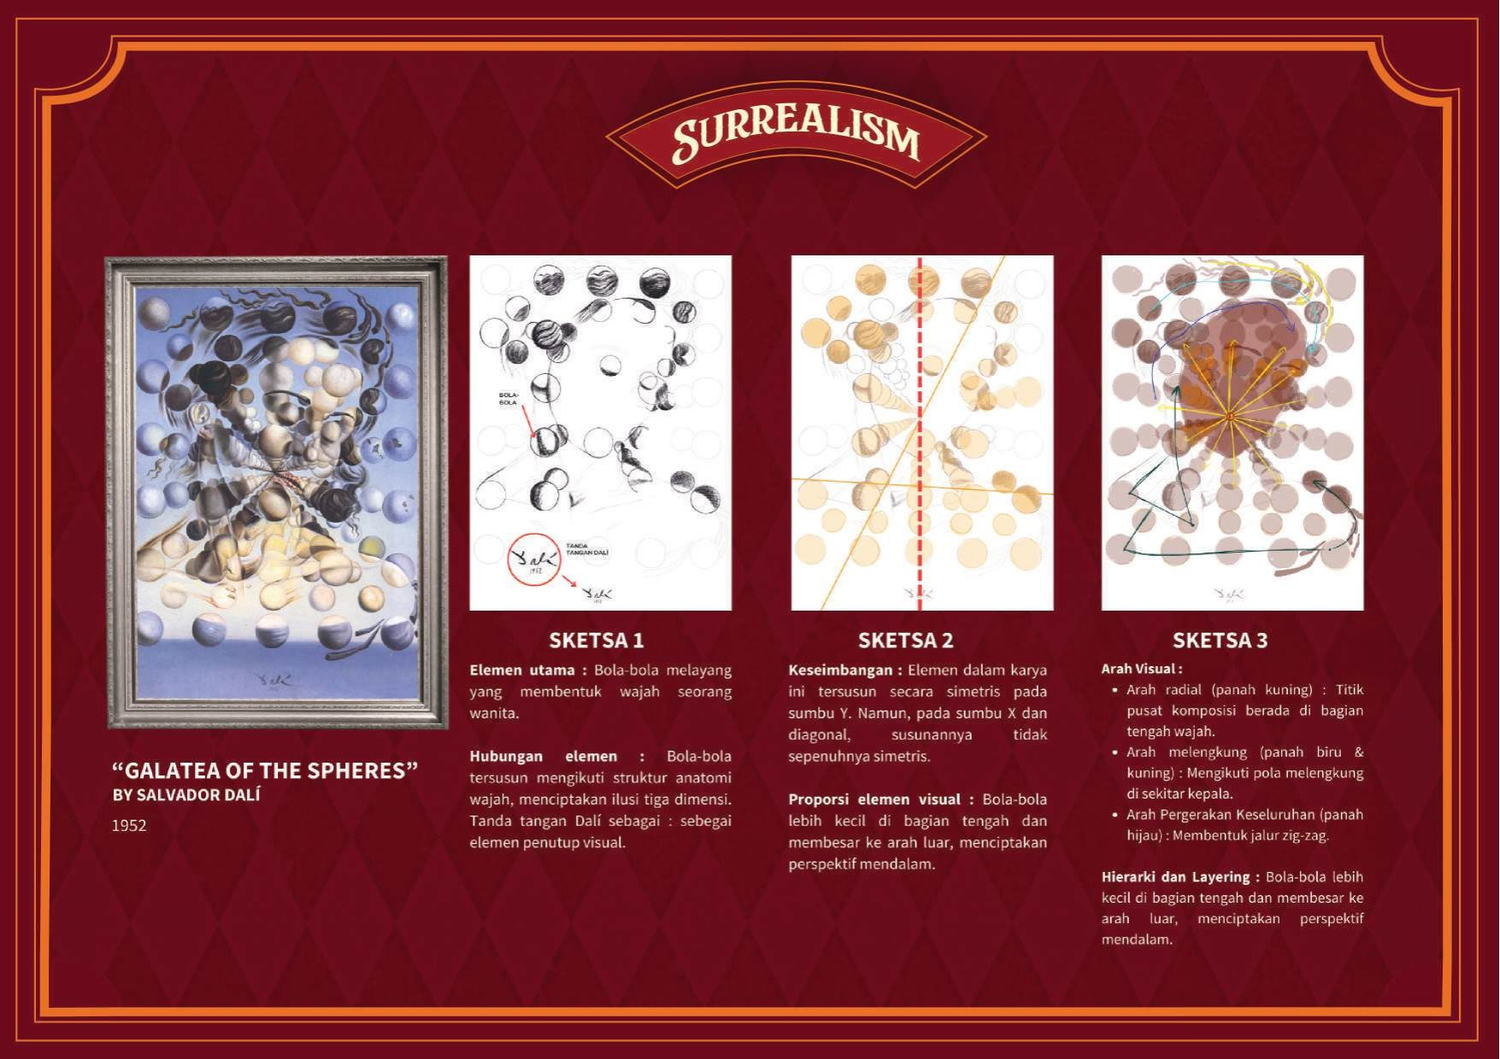 SURREALISM
BOLA-
BOLA
Dalí
1952
TANDA
TANGAN DALÍ
"GALATEA OF THE SPHERES"
BY SALVADOR DALÍ
1952
SKETSA 1
Elemen utama : Bola-bola melayang
yang membentuk wajah seorang
wanita.
Hubungan elemen : Bola-bola
tersusun mengikuti struktur anatomi
wajah, menciptakan ilusi tiga dimensi.
Tanda tangan Dalí sebagai : sebegai
elemen penutup visual.
SKETSA 2
Keseimbangan : Elemen dalam karya
ini tersusun secara simetris pada
sumbu Y. Namun, pada sumbu X dan
diagonal, susunannya tidak
sepenuhnya simetris.
Proporsi elemen visual : Bola-bola
lebih kecil di bagian tengah dan
membesar ke arah luar, menciptakan
perspektif mendalam.
SKETSA 3
Arah Visual :
• Arah radial (panah kuning) : Titik
pusat komposisi berada di bagian
tengah wajah.
• Arah melengkung (panah biru &
kuning) : Mengikuti pola melengkung
di sekitar kepala.
• Arah Pergerakan Keseluruhan (panah
hijau) : Membentuk jalur zig-zag.
Hierarki dan Layering : Bola-bola lebih
kecil di bagian tengah dan membesar ke
arah luar, menciptakan perspektif
mendalam.